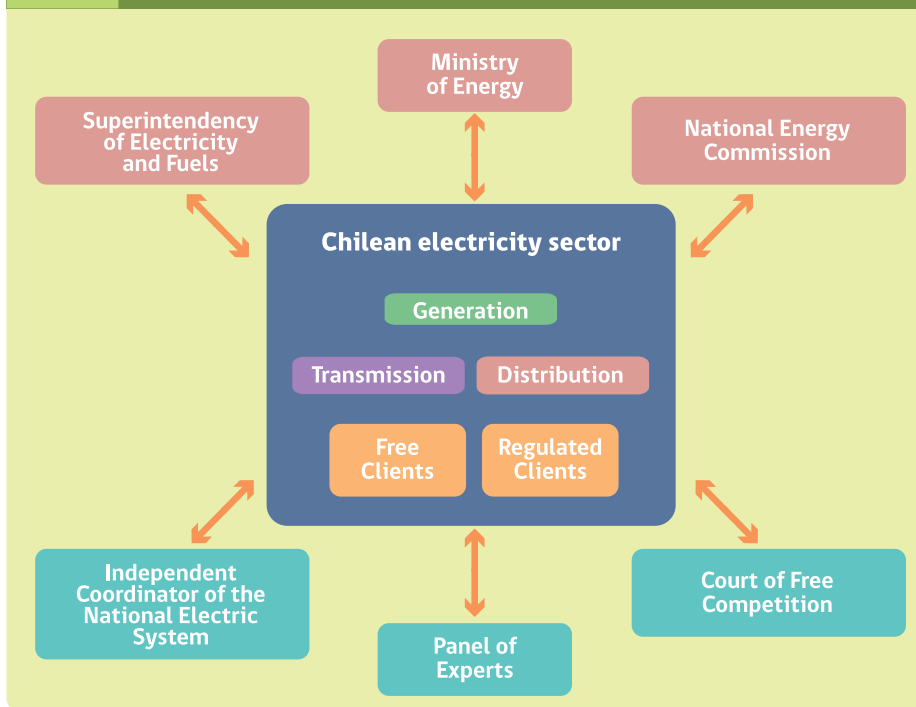 Ministry
of Energy
Superintendency
of Electricity
and Fuels
National Energy
Commission
Chilean electricity sector
Generation
Transmission
Distribution
Free
Clients
Regulated
Clients
Independent
Coordinator of the
National Electric
System
Panel of
Experts
Court of Free
Competition